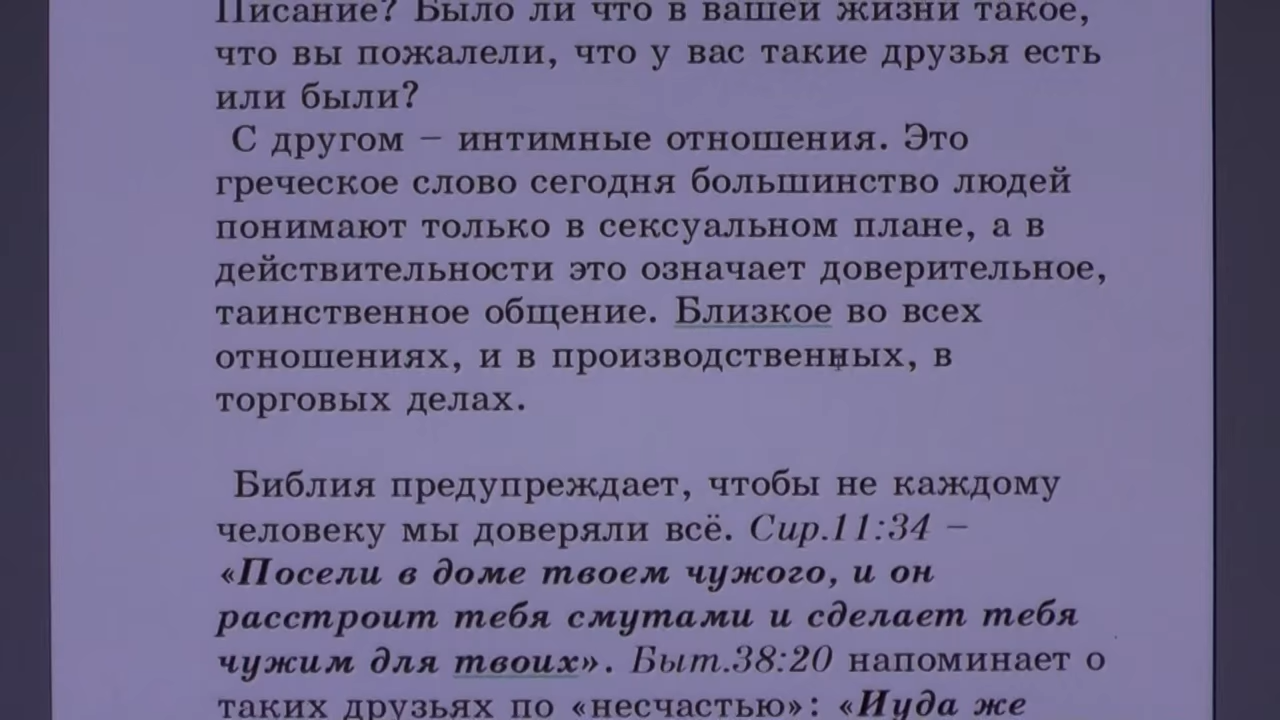 Писание? Было ли что в вашей жизни такое,
что вы пожалели, что у вас такие друзья есть
или были?
С другом – интимные отношения. Это
греческое слово сегодня большинство людей
понимают только в сексуальном плане, а в
действительности это означает доверительное,
таинственное общение. Близкое во всех
отношениях, и в производственных, в
торговых делах.
Библия предупреждает, чтобы не каждому
человеку мы доверяли всё. Сир.11:34 –
«Посели в доме твоем чужого, и он
расстроит тебя смутами и сделает тебя
чужим для твоих». Быт.38:20 напоминает о
таких друзьях по «несчастью»: «Иуда же